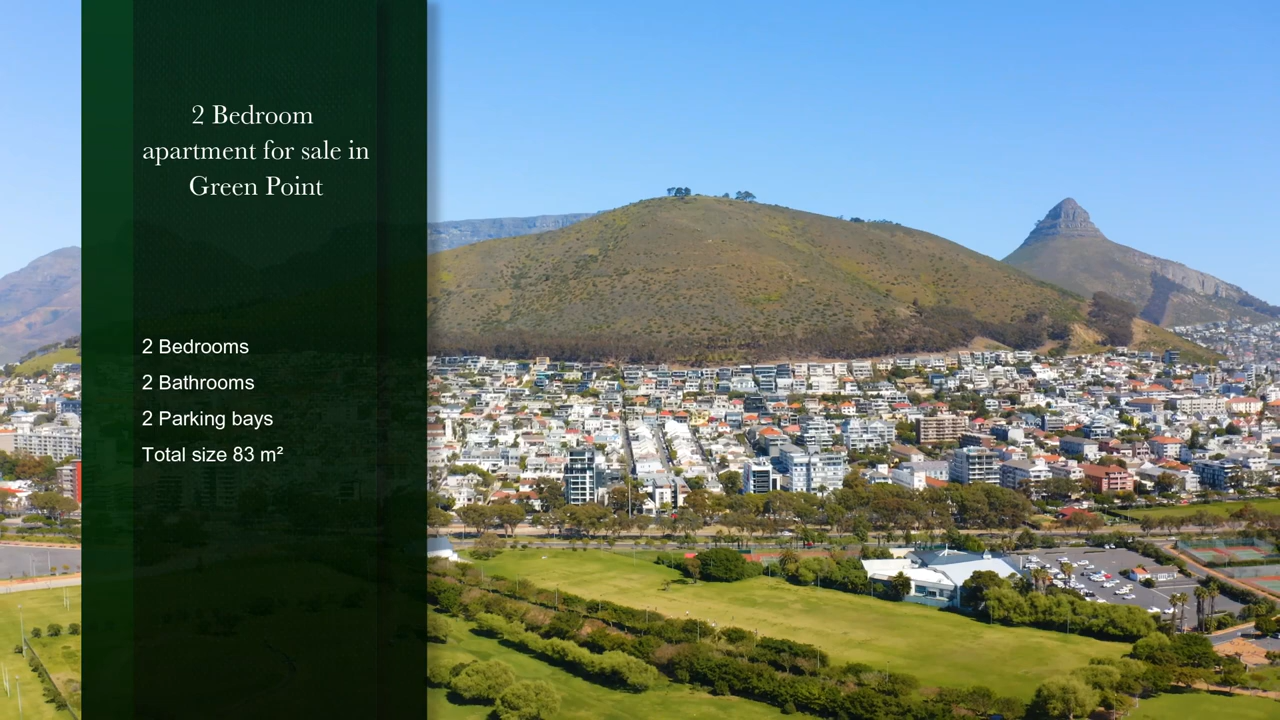 2 Bedroom
apartment for sale in
Green Point
2 Bedrooms
2 Bathrooms
2 Parking bays
Total size 83 m²